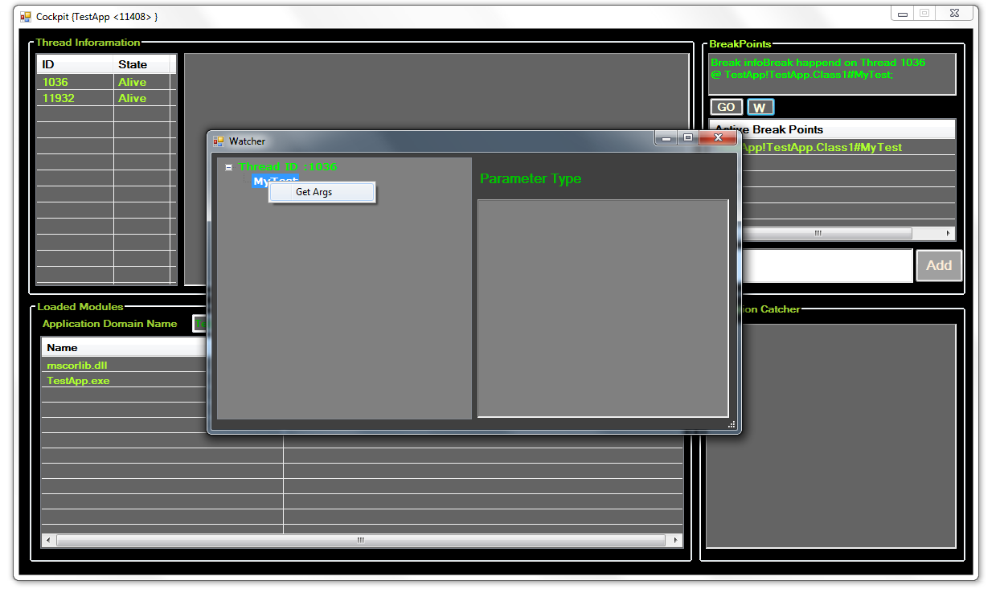 Cockpit {TestApp <11408> }
Thread Inforamation
ID State
1036 Alive
11932 Alive
BreakPoints
Break infoBreak happend on Thread 1036
@ TestApp!TestApp.Class1#MyTest;
GO W
Active Break Points
App!TestApp.Class1#MyTest
Add
Watcher
Thread ID :1036
MyTest
Get Args
Parameter Type
Loaded Modules
Application Domain Name
Name
mscorlib.dll
TestApp.exe
ion Catcher